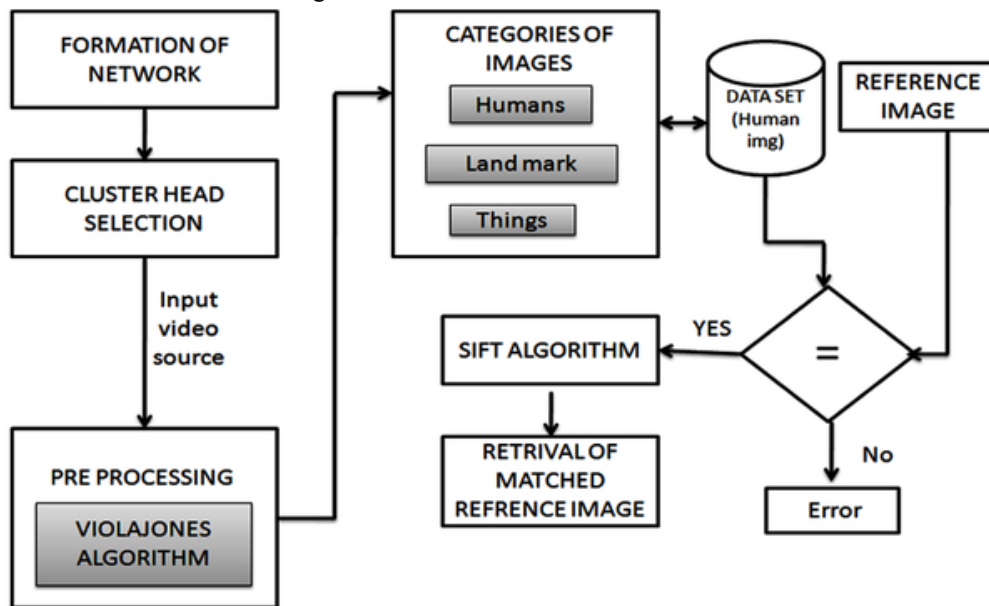 FORMATION OF
NETWORK
CLUSTER HEAD
SELECTION
Input
video
source
PRE PROCESSING
VIOLAJONES
ALGORITHM
CATEGORIES OF
IMAGES
Humans
Land mark
Things
DATA SET
(Human
img)
REFERENCE
IMAGE
=
YES
SIFT ALGORITHM
RETRIVAL OF
MATCHED
REFRENCE IMAGE
No
Error